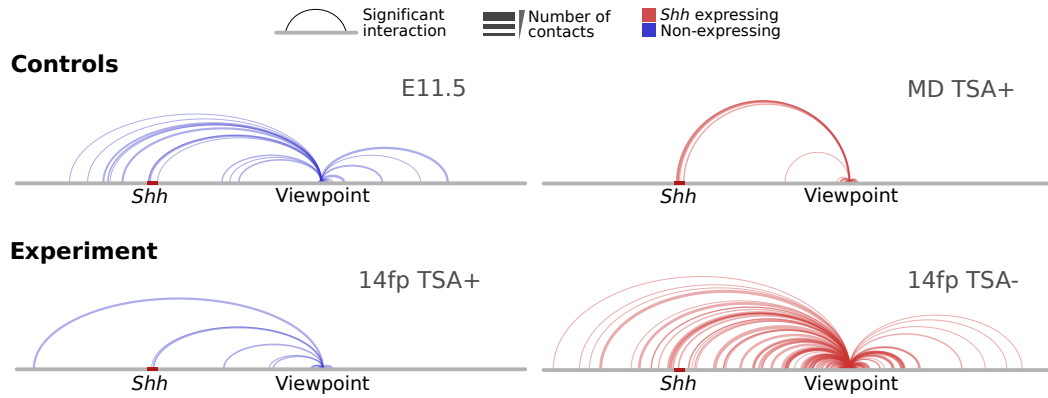 Significant
interaction
Number of
contacts
Shh expressing
Non-expressing
Controls
E11.5
MD TSA+
Shh
Viewpoint
Shh
Viewpoint
Experiment
14fp TSA+
14fp TSA-
Shh
Viewpoint
Shh
Viewpoint